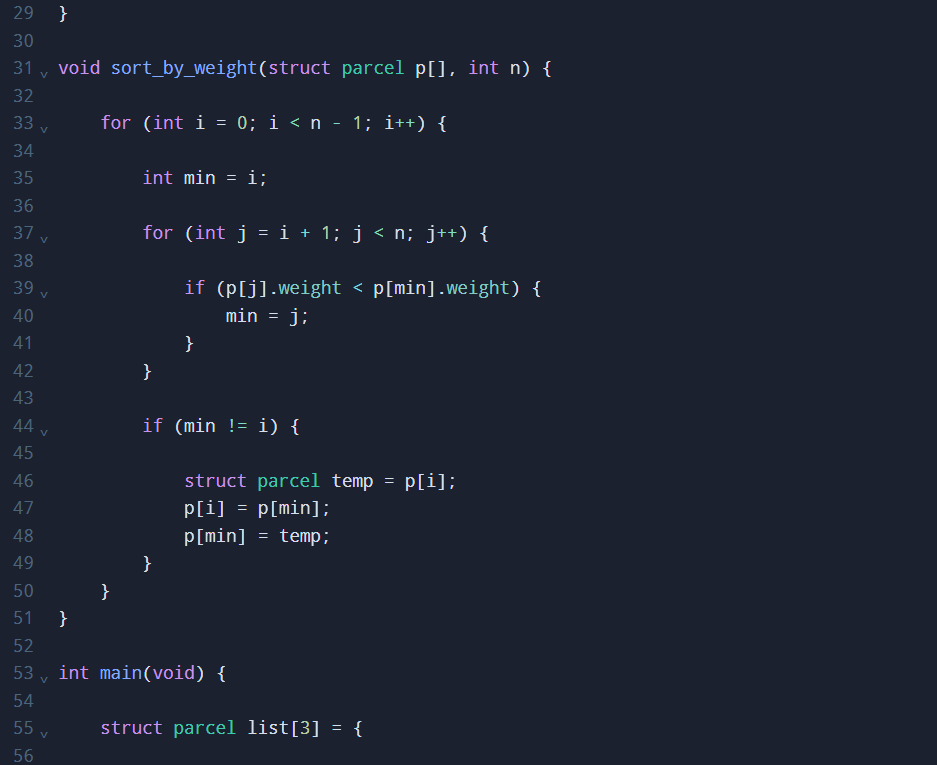 29 }
30
31 void sort_by_weight(struct parcel p[], int n) {
32
33     for (int i = 0; i < n - 1; i++) {
34
35         int min = i;
36
37         for (int j = i + 1; j < n; j++) {
38
39             if (p[j].weight < p[min].weight) {
40                 min = j;
41             }
42         }
43
44         if (min != i) {
45
46             struct parcel temp = p[i];
47             p[i] = p[min];
48             p[min] = temp;
49         }
50     }
51 }
52
53 int main(void) {
54
55     struct parcel list[3] = {
56